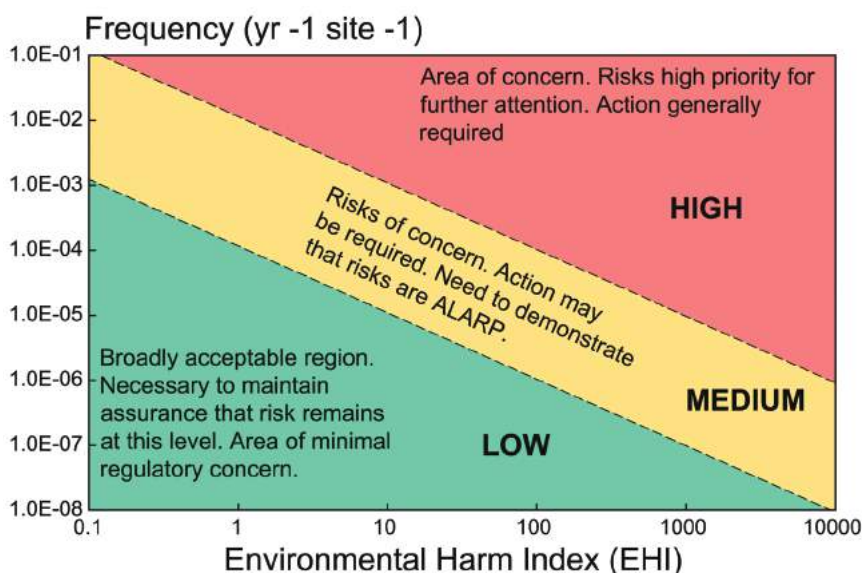 Frequency (yr -1 site -1)
1.0E-01
1.0E-02
1.0E-03
1.0E-04
1.0E-05
1.0E-06
1.0E-07
1.0E-08
Area of concern. Risks high priority for
further attention. Action generally
required
HIGH
Risks of concern. Action may
be required. Need to demonstrate
that risks are ALARP.
MEDIUM
Broadly acceptable region.
Necessary to maintain
assurance that risk remains
at this level. Area of minimal
regulatory concern.
LOW
0.1 1 10 100 1000 10000
Environmental Harm Index (EHI)